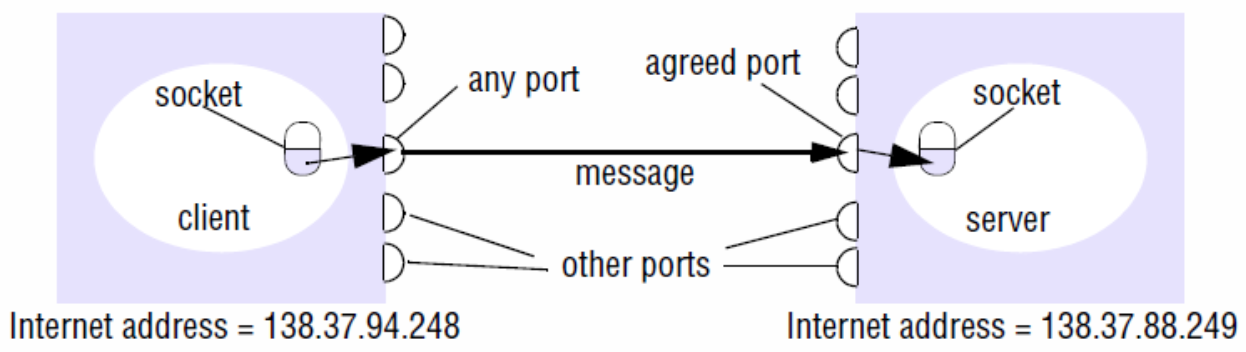 agreed port
any port
socket
socket
message
client
server
other ports
Internet address = 138.37.94.248
Internet address = 138.37.88.249